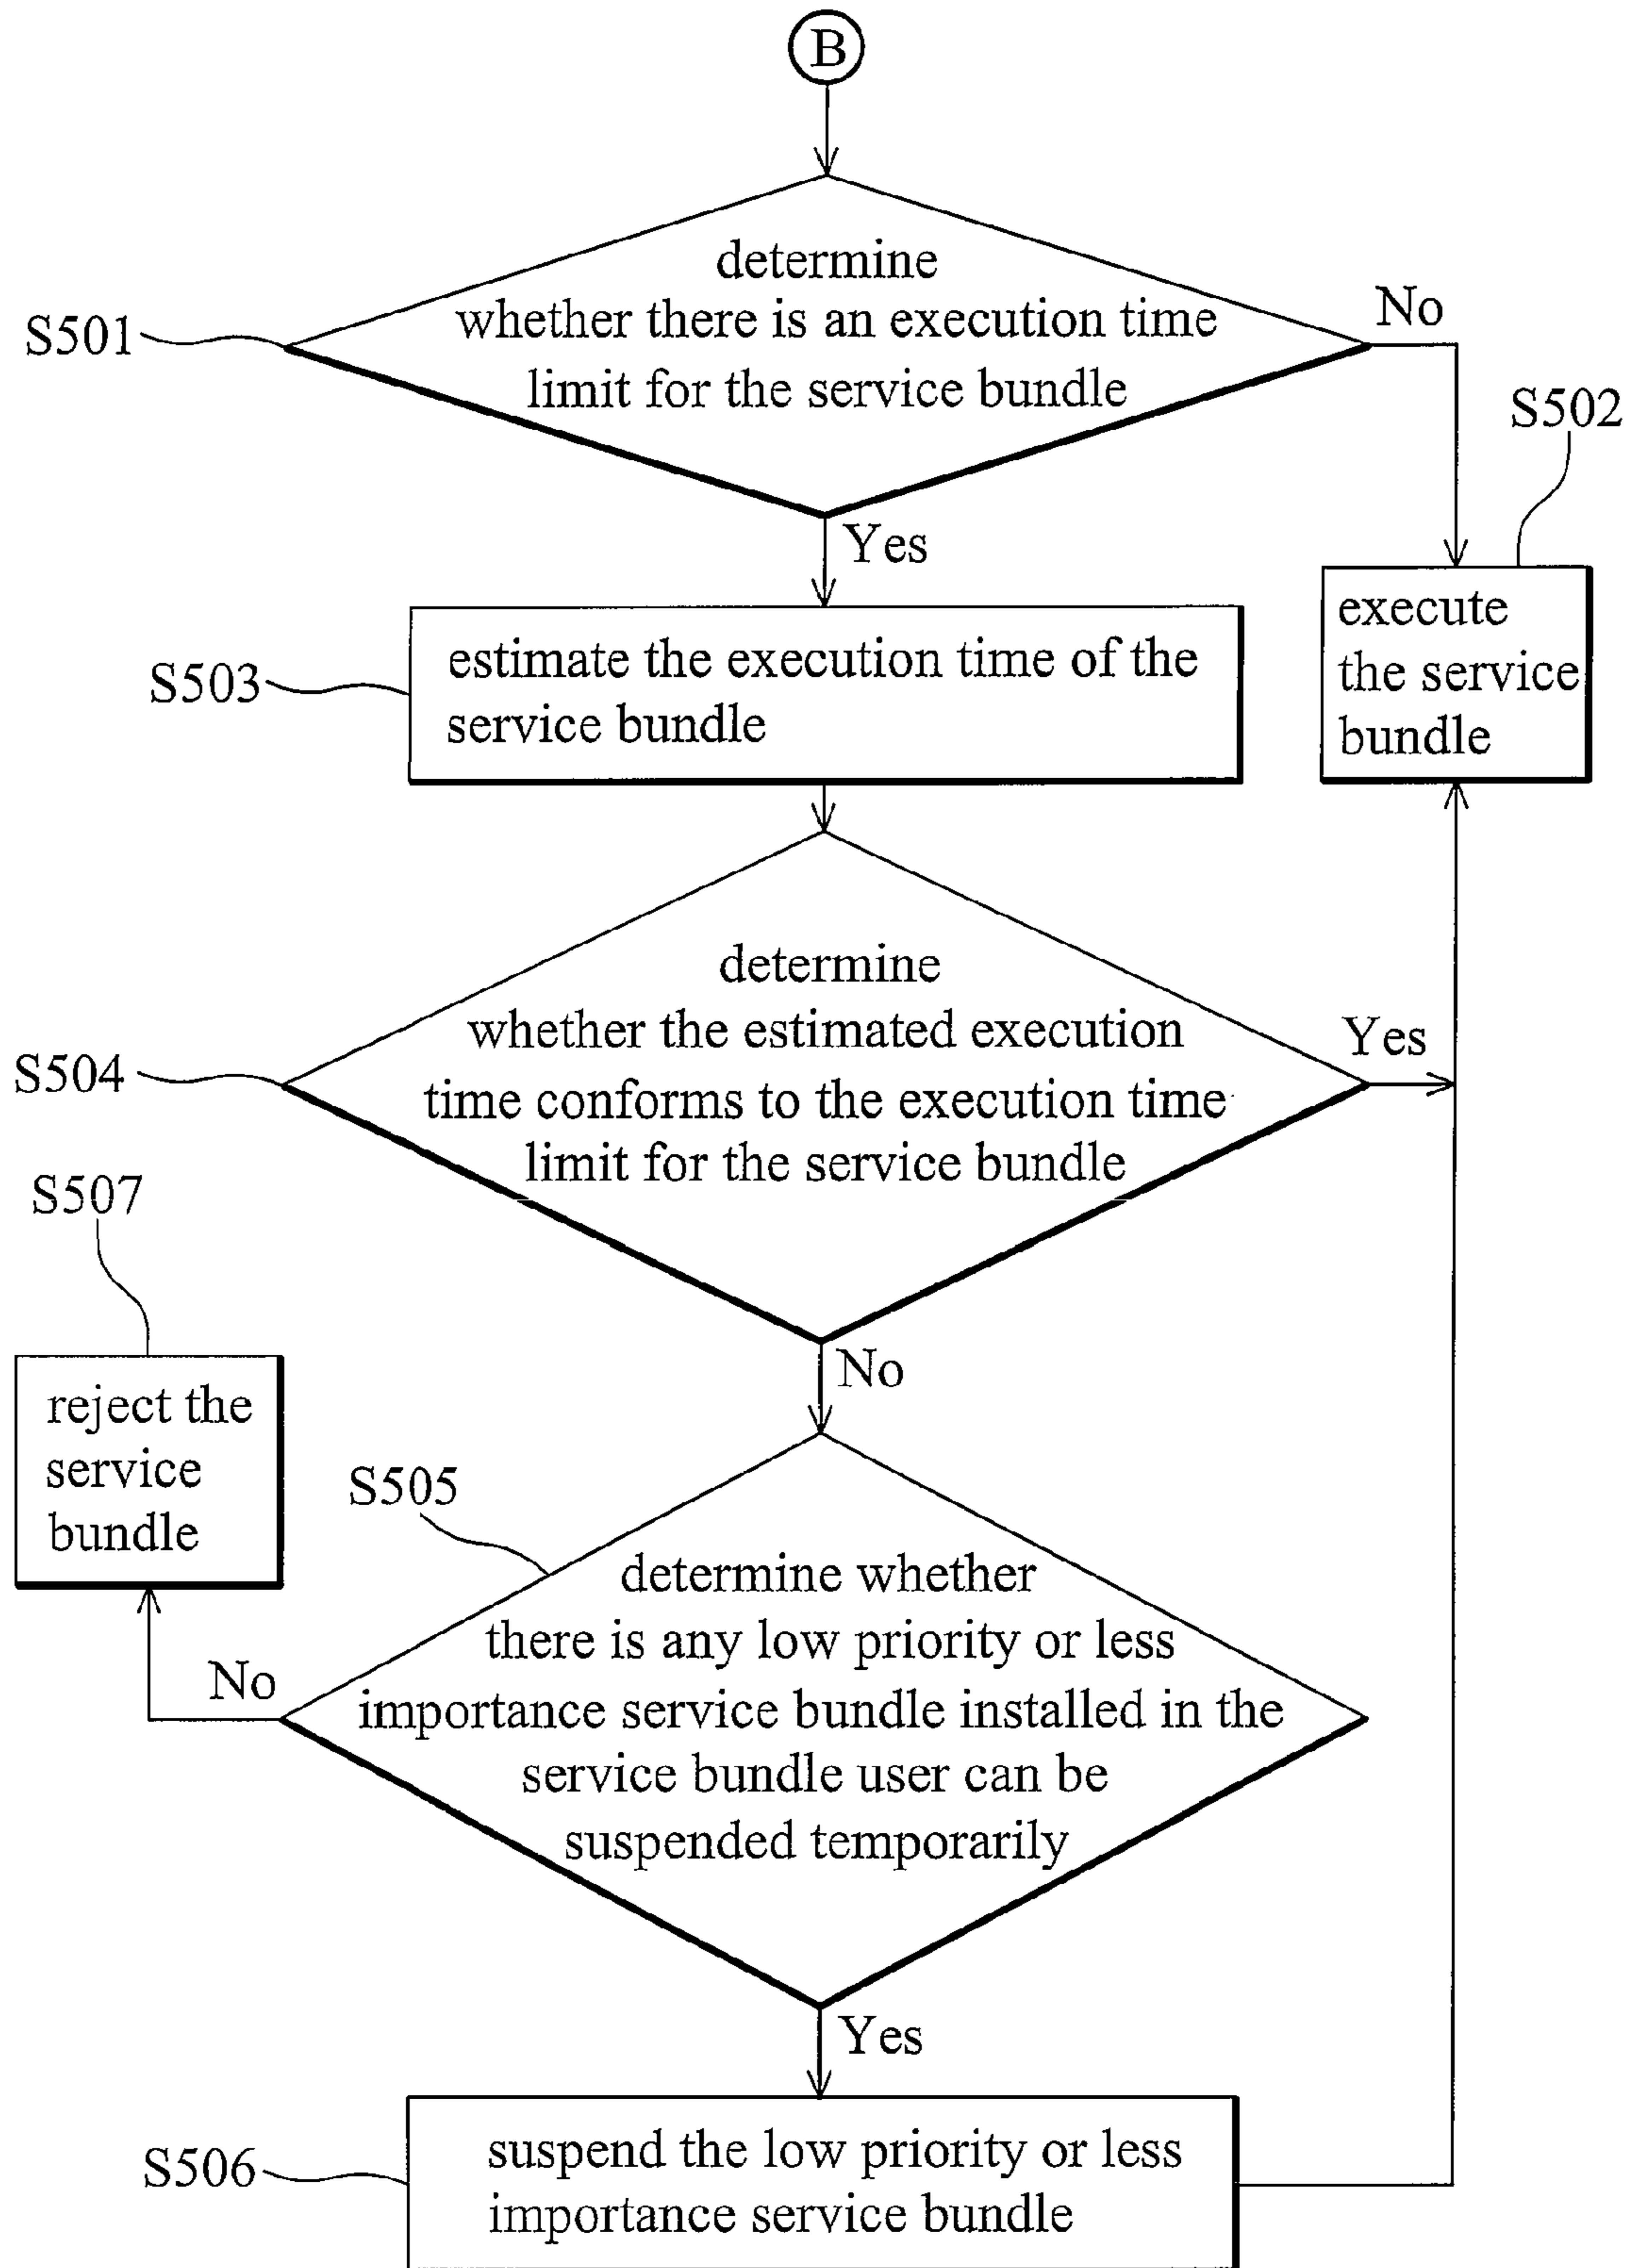 B
determine
whether there is an execution time
limit for the service bundle
S501
No
S502
Yes
execute
the service
bundle
estimate the execution time of the
service bundle
S503
determine
whether the estimated execution
time conforms to the execution time
limit for the service bundle
S504
Yes
S507
No
reject the
service
bundle
S505
determine whether
there is any low priority or less
importance service bundle installed in the
service bundle user can be
suspended temporarily
No
Yes
suspend the low priority or less
importance service bundle
S506